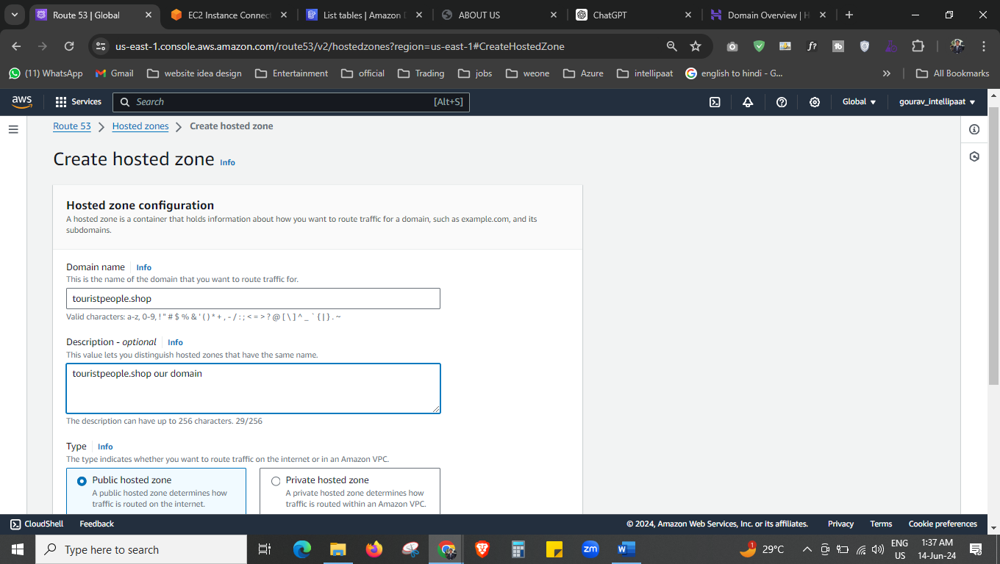 Route 53 | Global
EC2 Instance Connec
List tables | Amazon D
ABOUT US
ChatGPT
Domain Overview | H
us-east-1.console.aws.amazon.com/route53/v2/hostedzones?region=us-east-1#CreateHostedZone
(11) WhatsApp
Gmail
website idea design
Entertainment
official
Trading
jobs
weone
Azure
intellipaat
english to hindi - G...
All Bookmarks
aws
Services
Search
[Alt+S]
Global
gourav_intellipaat
Route 53
Hosted zones
Create hosted zone
Create hosted zone Info
Hosted zone configuration
A hosted zone is a container that holds information about how you want to route traffic for a domain, such as example.com, and its
subdomains.
Domain name Info
This is the name of the domain that you want to route traffic for.
touristpeople.shop
Valid characters: a-z, 0-9, ! " # $ % & ' ( ) * + , - / : ; < = > ? @ [ \ ] ^ _ ` { | } . ~
Description - optional Info
This value lets you distinguish hosted zones that have the same name.
touristpeople.shop our domain
The description can have up to 256 characters. 29/256
Type Info
The type indicates whether you want to route traffic on the internet or in an Amazon VPC.
Public hosted zone
A public hosted zone determines how
traffic is routed on the internet.
Private hosted zone
A private hosted zone determines how
traffic is routed within an Amazon VPC.
CloudShell
Feedback
© 2024, Amazon Web Services, Inc. or its affiliates.
Privacy
Terms
Cookie preferences
Type here to search
zm
29°C
ENG
US
1:37 AM
14-Jun-24